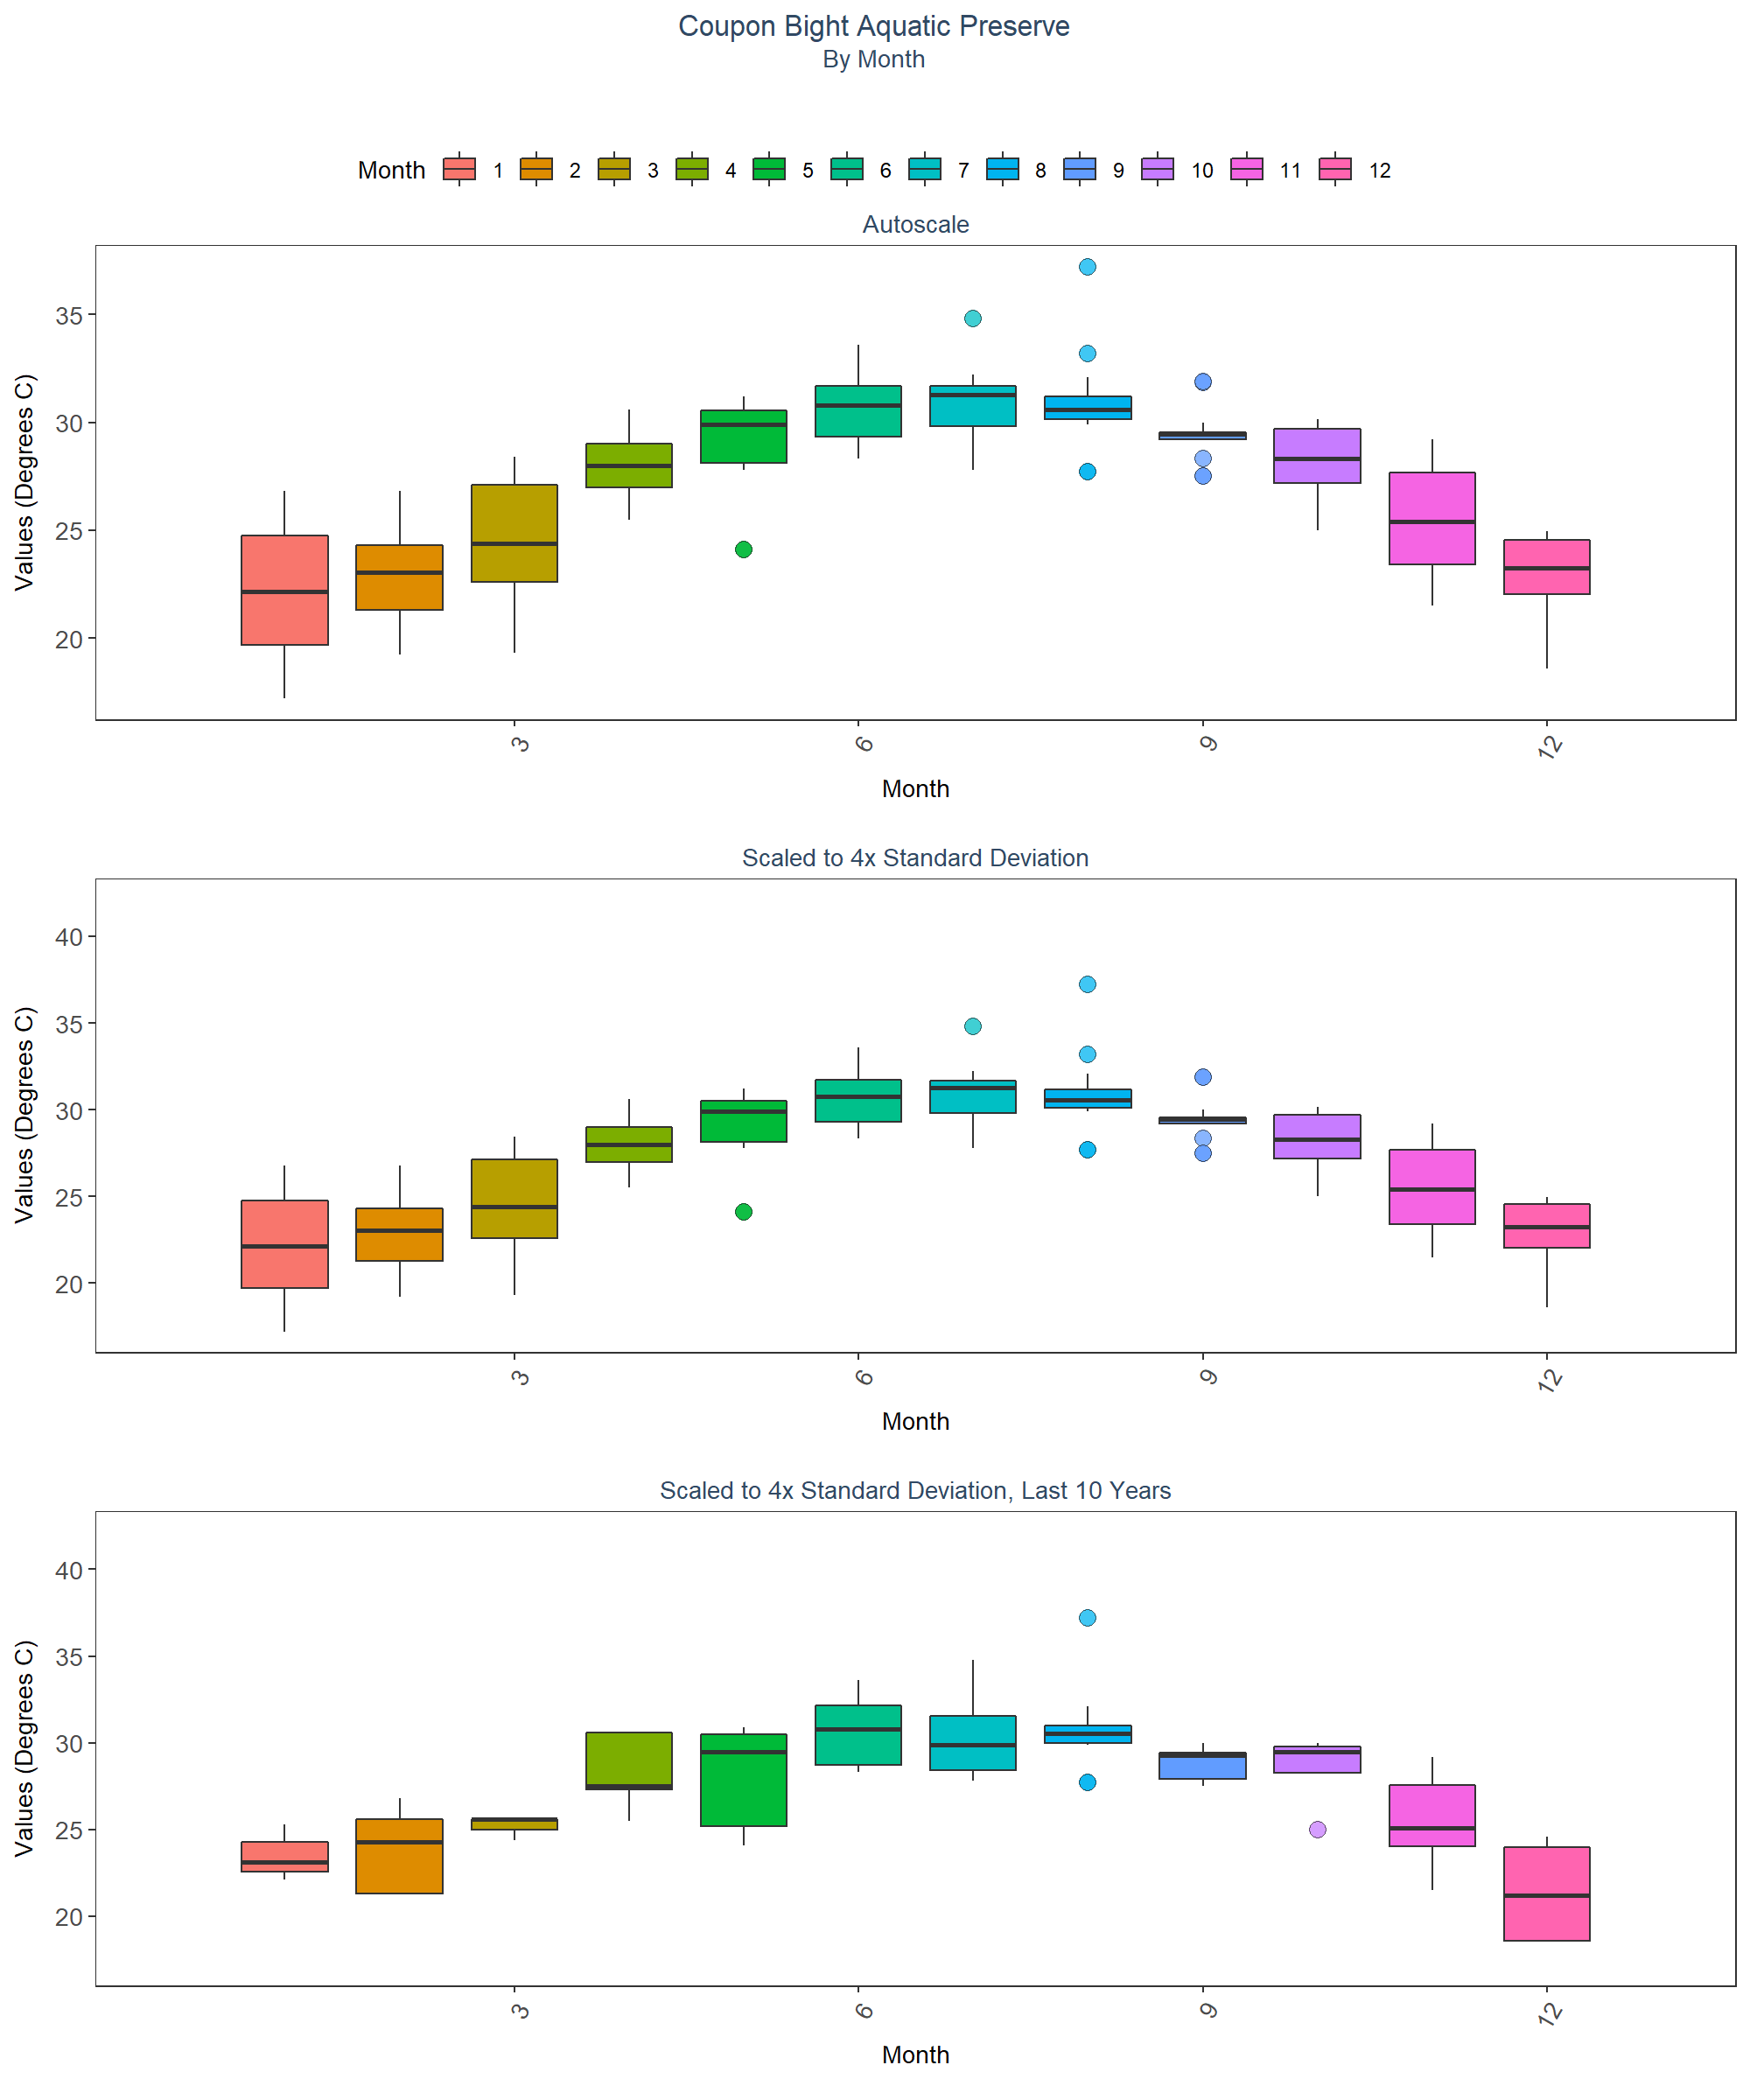 Coupon Bight Aquatic Preserve
By Month
Month 1 2 3 4 5 6 7 8 9 10 11 12
Autoscale
Values (Degrees C)
35
30
25
20
3 6 9 12
Month
Scaled to 4x Standard Deviation
Values (Degrees C)
40
35
30
25
20
3 6 9 12
Month
Scaled to 4x Standard Deviation, Last 10 Years
Values (Degrees C)
40
35
30
25
20
3 6 9 12
Month